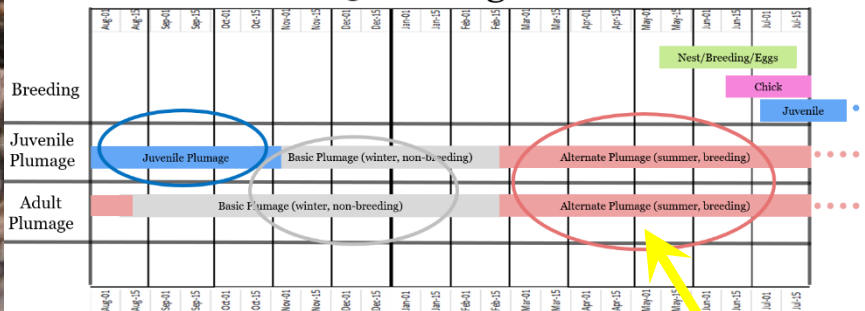 Aug-01 Aug-15 Sep-01 Sep-15 Oct-01 Oct-15 Nov-01 Nov-15 Dec-01 Dec-15 Jan-01 Jan-15 Feb-01 Feb-15 Mar-01 Mar-15 Apr-01 Apr-15 May-01 May-15 Jun-01 Jun-15 Jul-01 Jul-15
Nest/Breeding/Eggs
Breeding
Chick
Juvenile
Juvenile
Plumage
Juvenile Plumage
Basic Plumage (winter, non-breeding)
Alternate Plumage (summer, breeding)
Adult
Plumage
Basic Plumage (winter, non-breeding)
Alternate Plumage (summer, breeding)
Aug-01 Aug-15 Sep-01 Sep-15 Oct-01 Oct-15 Nov-01 Nov-15 Dec-01 Dec-15 Jan-01 Jan-15 Feb-01 Feb-15 Mar-01 Mar-15 Apr-01 Apr-15 May-01 May-15 Jun-01 Jun-15 Jul-01 Jul-15